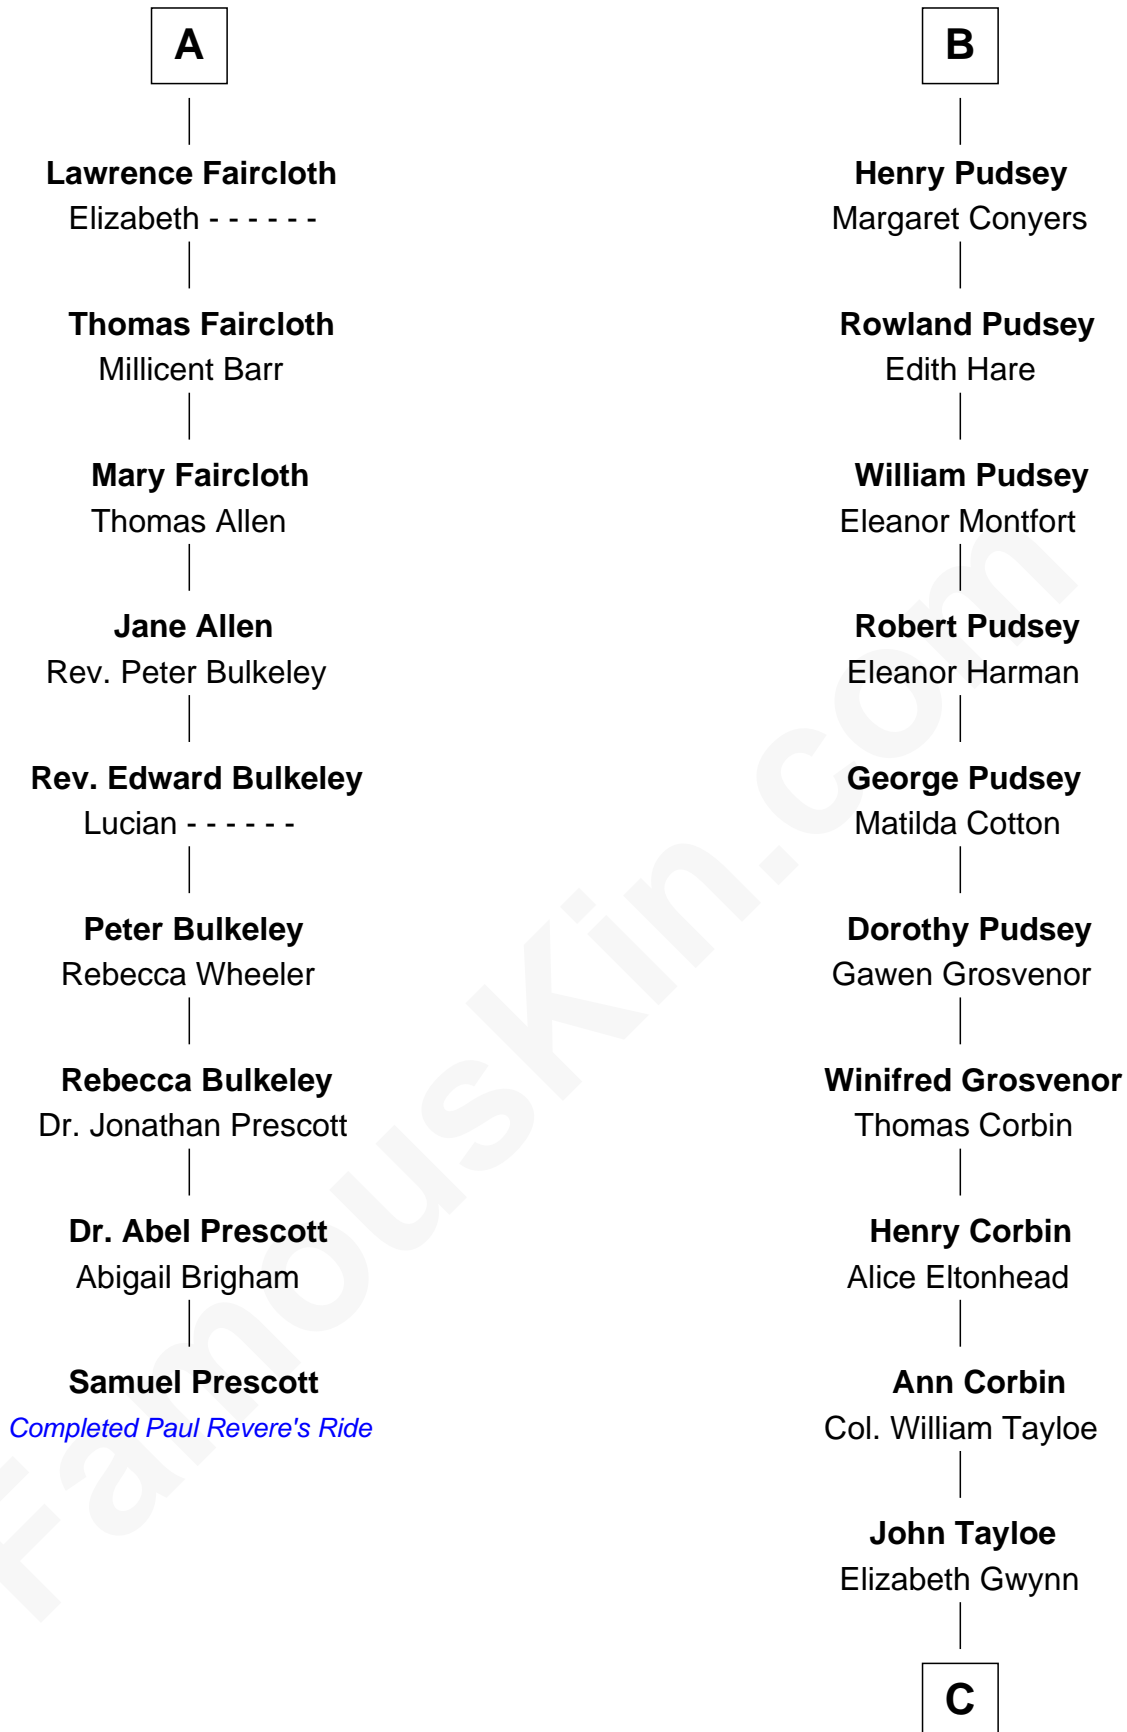 A
Lawrence Faircloth
Elizabeth - - - - - -
Thomas Faircloth
Millicent Barr
Mary Faircloth
Thomas Allen
Jane Allen
Rev. Peter Bulkeley
Rev. Edward Bulkeley
Lucian - - - - - -
Peter Bulkeley
Rebecca Wheeler
Rebecca Bulkeley
Dr. Jonathan Prescott
Dr. Abel Prescott
Abigail Brigham
Samuel Prescott
Completed Paul Revere's Ride
B
Henry Pudsey
Margaret Conyers
Rowland Pudsey
Edith Hare
William Pudsey
Eleanor Montfort
Robert Pudsey
Eleanor Harman
George Pudsey
Matilda Cotton
Dorothy Pudsey
Gawen Grosvenor
Winifred Grosvenor
Thomas Corbin
Henry Corbin
Alice Eltonhead
Ann Corbin
Col. William Tayloe
John Tayloe
Elizabeth Gwynn
C
FamousKin.com